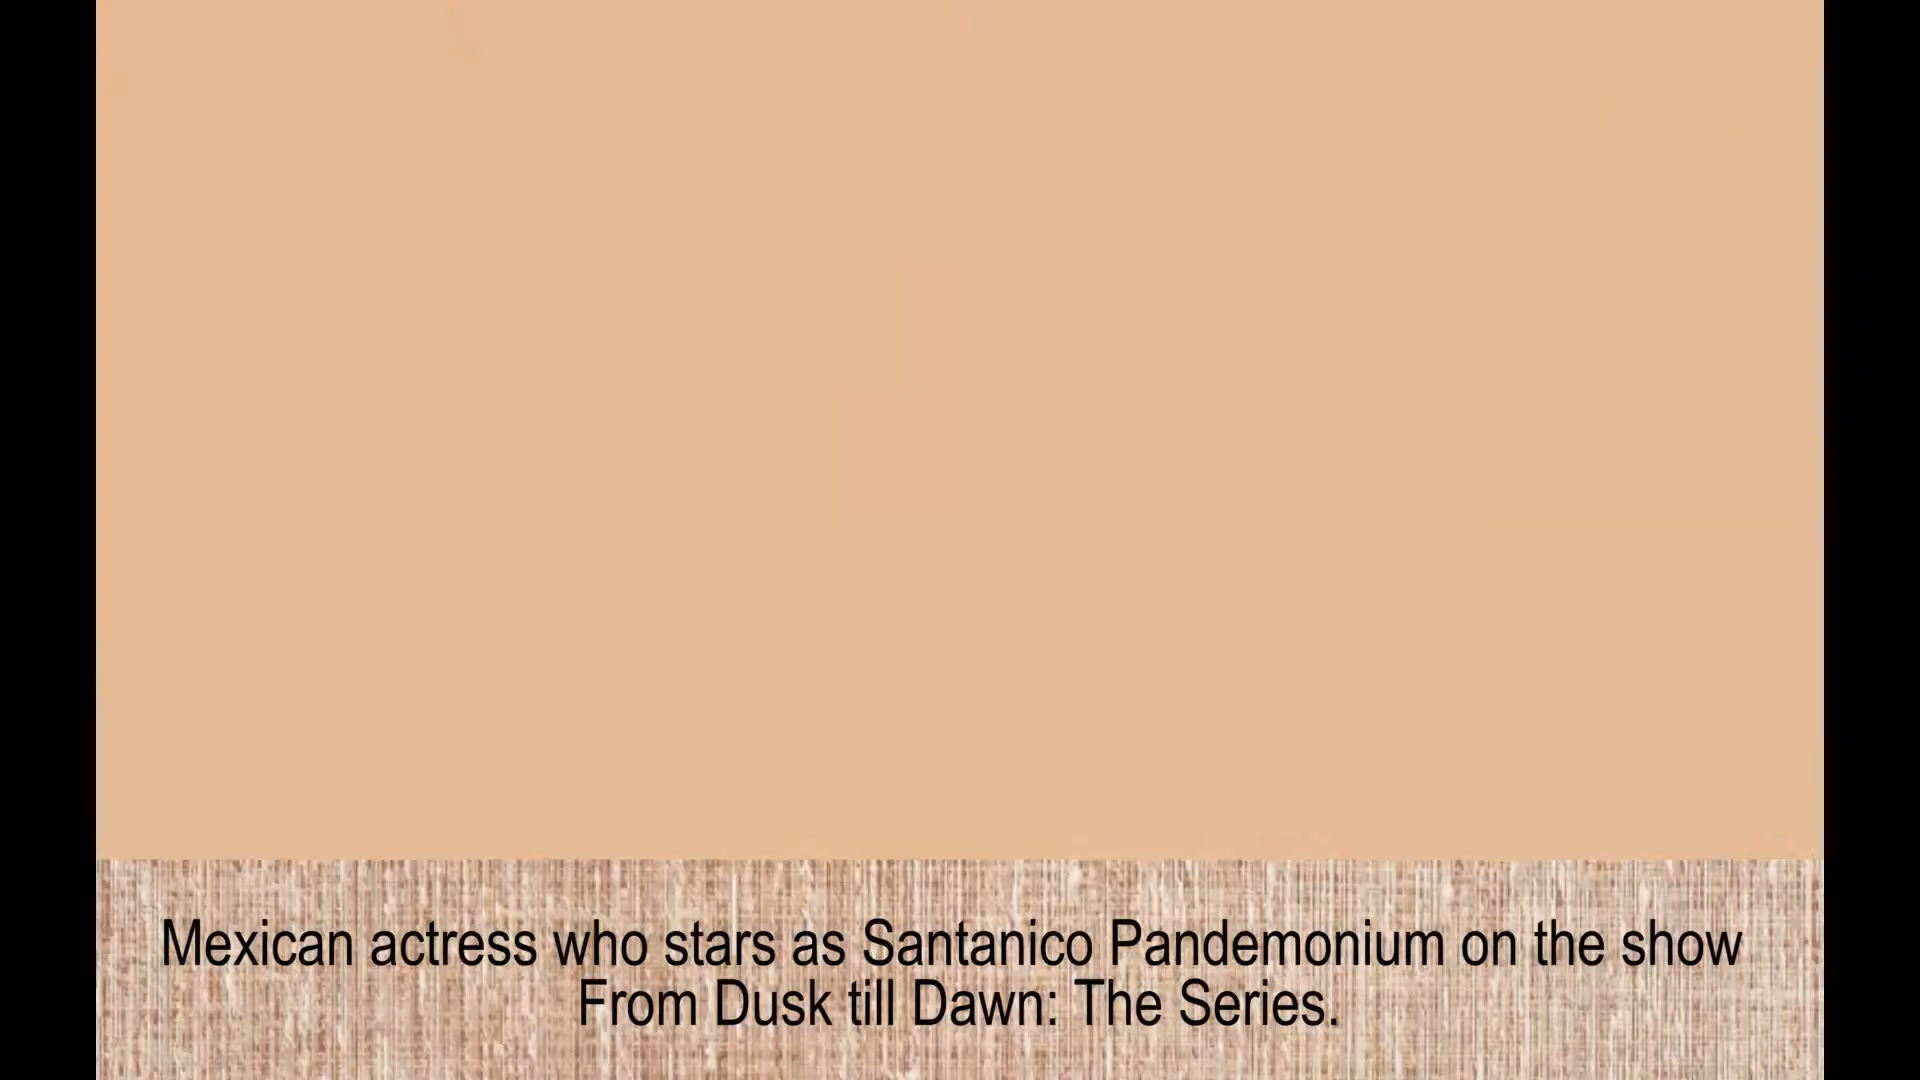 Mexican actress who stars as Santanico Pandemonium on the show
From Dusk till Dawn: The Series.